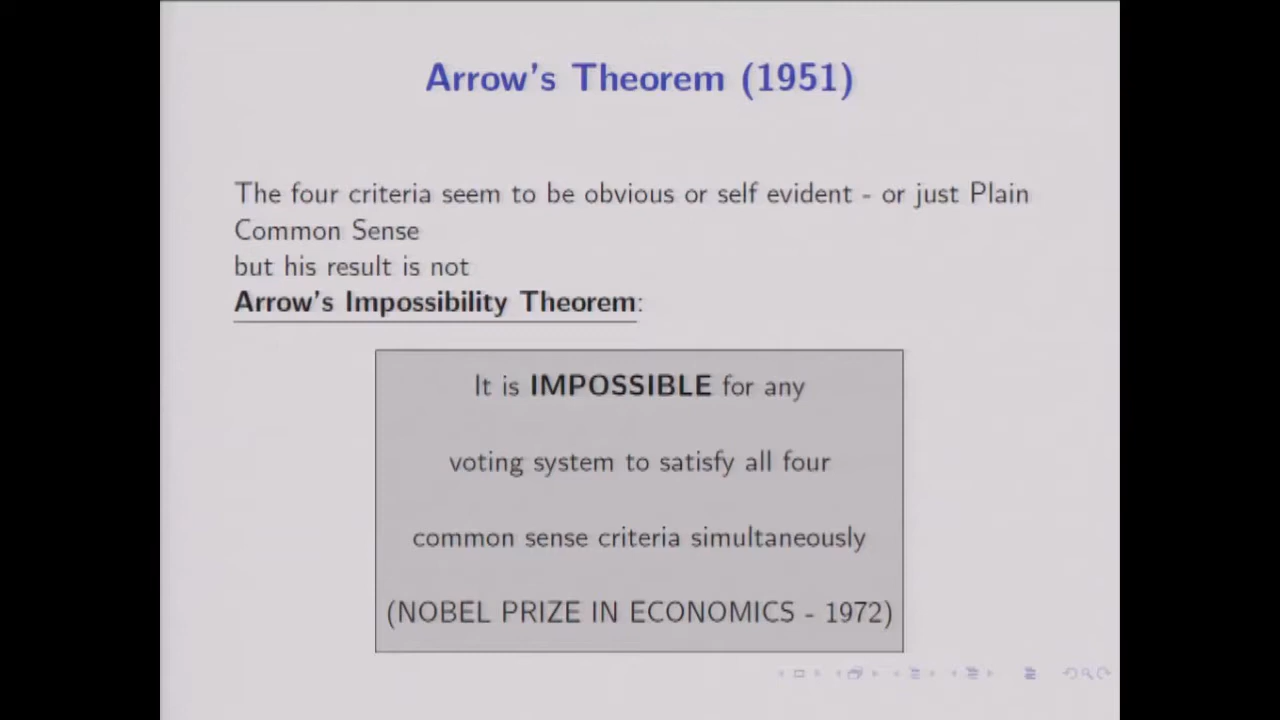 Arrow's Theorem (1951)
The four criteria seem to be obvious or self evident - or just Plain
Common Sense
but his result is not
Arrow's Impossibility Theorem:
It is IMPOSSIBLE for any
voting system to satisfy all four
common sense criteria simultaneously
(NOBEL PRIZE IN ECONOMICS - 1972)